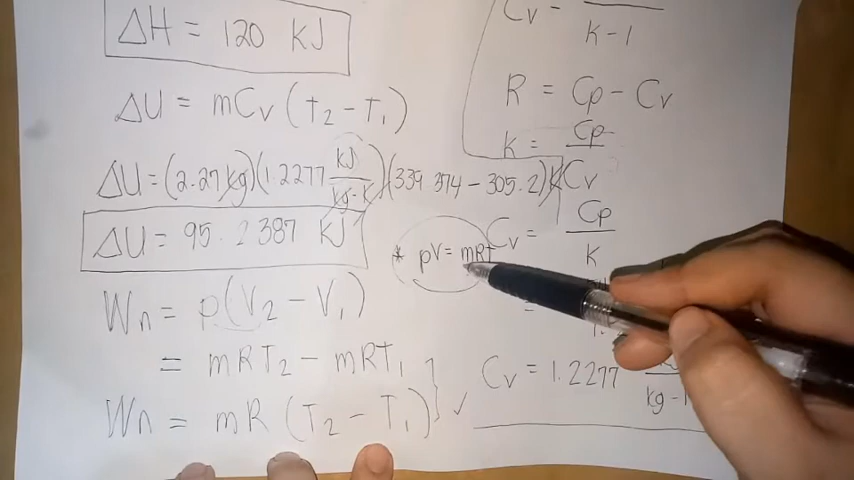 ΔH = 120 KJ
ΔU = mCv (T2 - T1)
ΔU = (2.27 kg)(1.2277 KJ/kg-K)(339.374 - 305.2)K
ΔU = 95.2387 KJ
* pV = mRT
Wn = p(V2 - V1)
= mRT2 - mRT1
Wn = mR (T2 - T1) ✓
Cv =
K-1
R = Cp - Cv
K = Cp/Cv
Cv = Cp/K
=
Cv = 1.2277
kg-